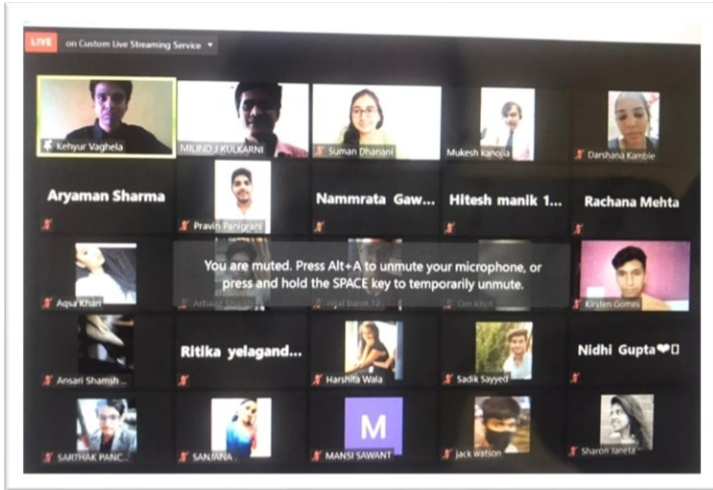 LIVE on Custom Live Streaming Service
Kehyur Vaghela
MILIND J KULKARNI
Suman Dhanani
Mukesh kanojia
Darshana Kamble
Aryaman Sharma
Pravin Panigrahi
Nammrata Gaw...
Hitesh manik 1...
Rachana Mehta
You are muted. Press Alt+A to unmute your microphone, or
press and hold the SPACE key to temporarily unmute.
Aqsa Khan
Om Khot
Kirsten Gomes
Ansari Shamsh ...
Ritika yelagand...
Harshita Wala
Sadik Sayyed
Nidhi Gupta❤
SARTHAK PANC...
SANJANA
M
MANSI SAWANT
jack watson
Sharon Janeta